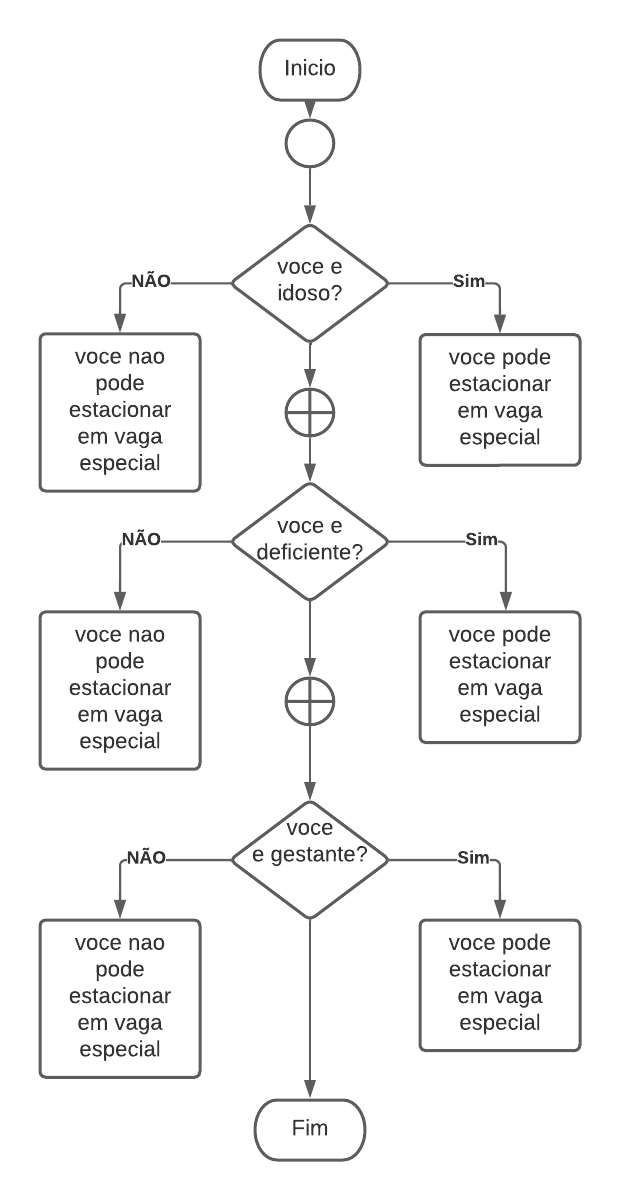 Inicio
voce e
idoso?
NÃO
Sim
voce nao
pode
estacionar
em vaga
especial
voce pode
estacionar
em vaga
especial
voce e
deficiente?
NÃO
Sim
voce nao
pode
estacionar
em vaga
especial
voce pode
estacionar
em vaga
especial
voce
e gestante?
NÃO
Sim
voce nao
pode
estacionar
em vaga
especial
voce pode
estacionar
em vaga
especial
Fim